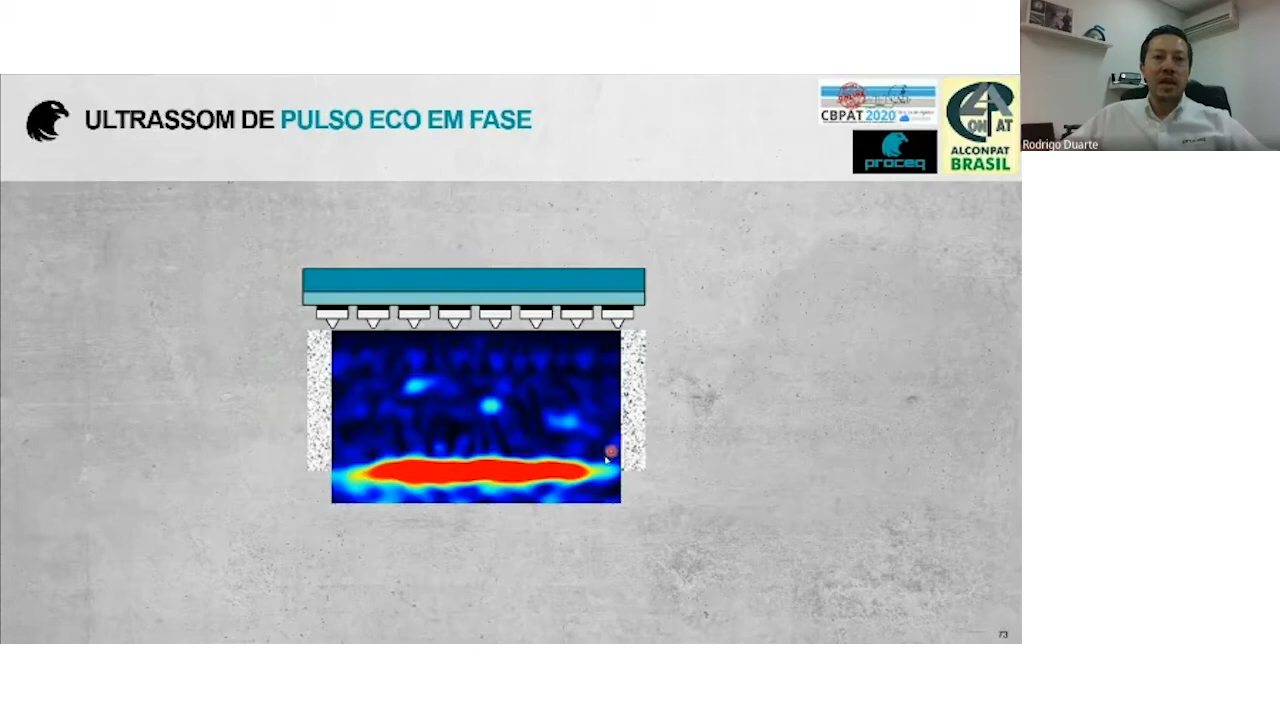 ULTRASSOM DE PULSO ECO EM FASE
CBPAT 2020
proceq
ALCONPAT
BRASIL
Rodrigo Duarte
73